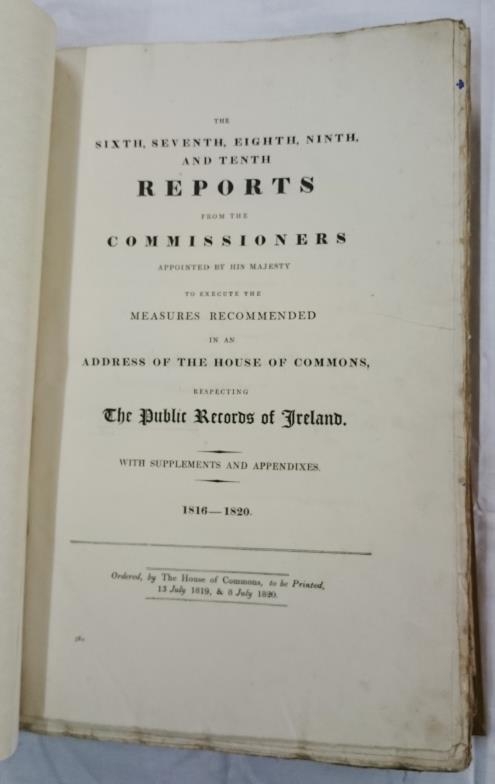 THE
SIXTH, SEVENTH, EIGHTH, NINTH,
AND TENTH
REPORTS
FROM THE
COMMISSIONERS
APPOINTED BY HIS MAJESTY
TO EXECUTE THE
MEASURES RECOMMENDED
IN AN
ADDRESS OF THE HOUSE OF COMMONS,
RESPECTING
The Public Records of Ireland.
WITH SUPPLEMENTS AND APPENDIXES.
1816—1820.
Ordered, by The House of Commons, to be Printed,
13 July 1819, & 8 July 1820.